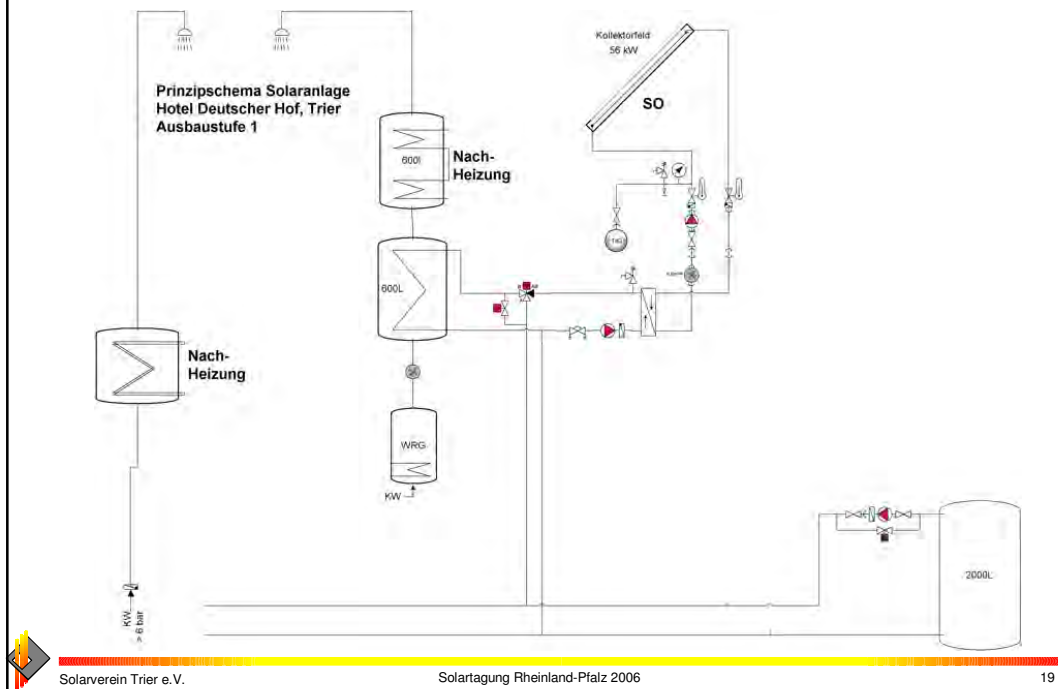 Kollektorfeld
56 kW
SO
Prinzipschema Solaranlage
Hotel Deutscher Hof, Trier
Ausbaustufe 1
600l
Nach-
Heizung
600L
Nach-
Heizung
WRG
KW
KW
> 6 bar
2000L
Solarverein Trier e.V.
Solartagung Rheinland-Pfalz 2006
19